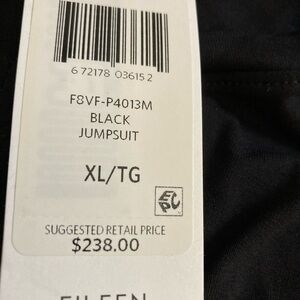 6 72178 03615 2
F8VF-P4013M
BLACK
JUMPSUIT
XL/TG
SUGGESTED RETAIL PRICE
$238.00
EILEEN